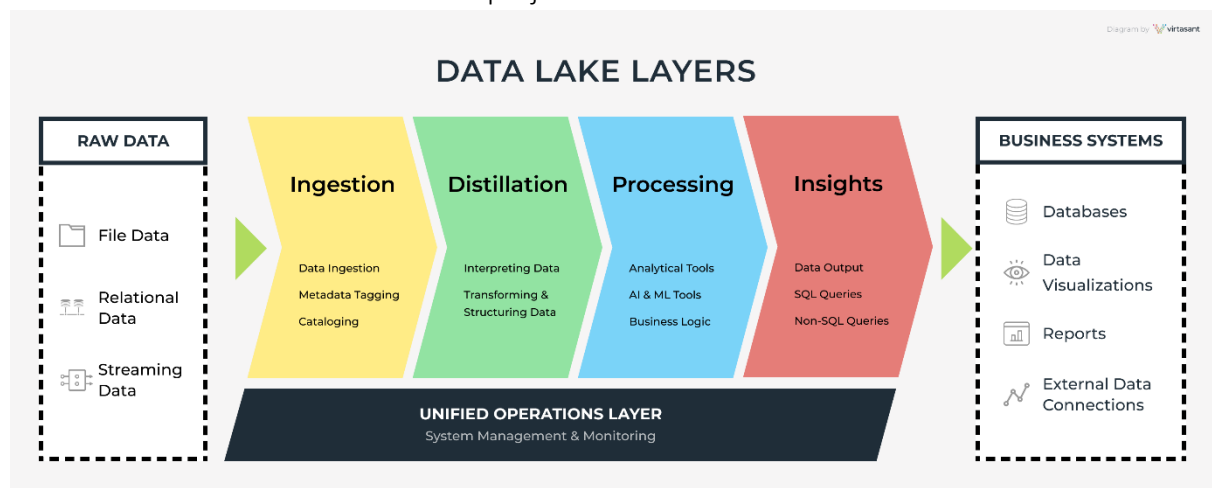 Diagram by virtasant
DATA LAKE LAYERS
RAW DATA
File Data
Relational
Data
Streaming
Data
Ingestion
Data Ingestion
Metadata Tagging
Cataloging
Distillation
Interpreting Data
Transforming &
Structuring Data
Processing
Analytical Tools
AI & ML Tools
Business Logic
Insights
Data Output
SQL Queries
Non-SQL Queries
UNIFIED OPERATIONS LAYER
System Management & Monitoring
BUSINESS SYSTEMS
Databases
Data
Visualizations
Reports
External Data
Connections